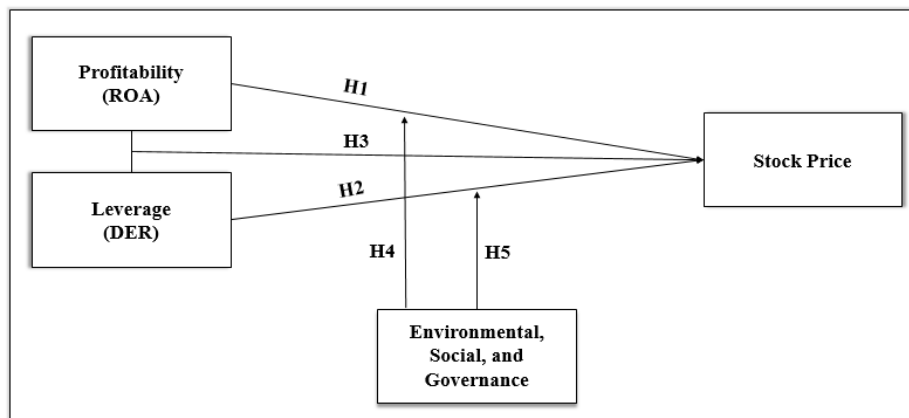 Profitability
(ROA)
H1
H3
Stock Price
Leverage
(DER)
H2
H4
H5
Environmental,
Social, and
Governance